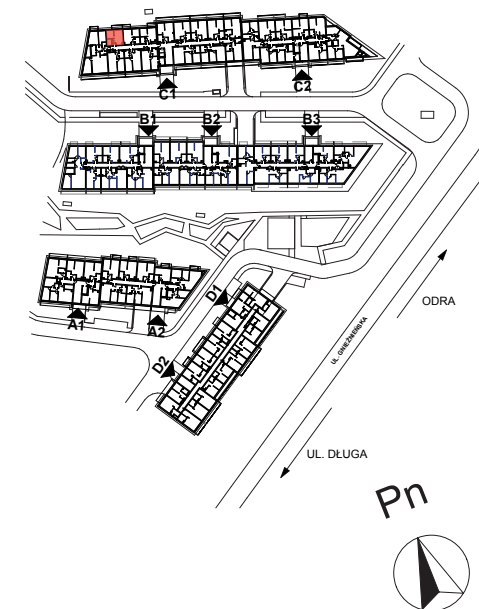 C1
C2
B1
B2
B3
A1
A2
D1
D2
ODRA
UL. GNIEŹNIEŃSKA
UL. DŁUGA
Pn